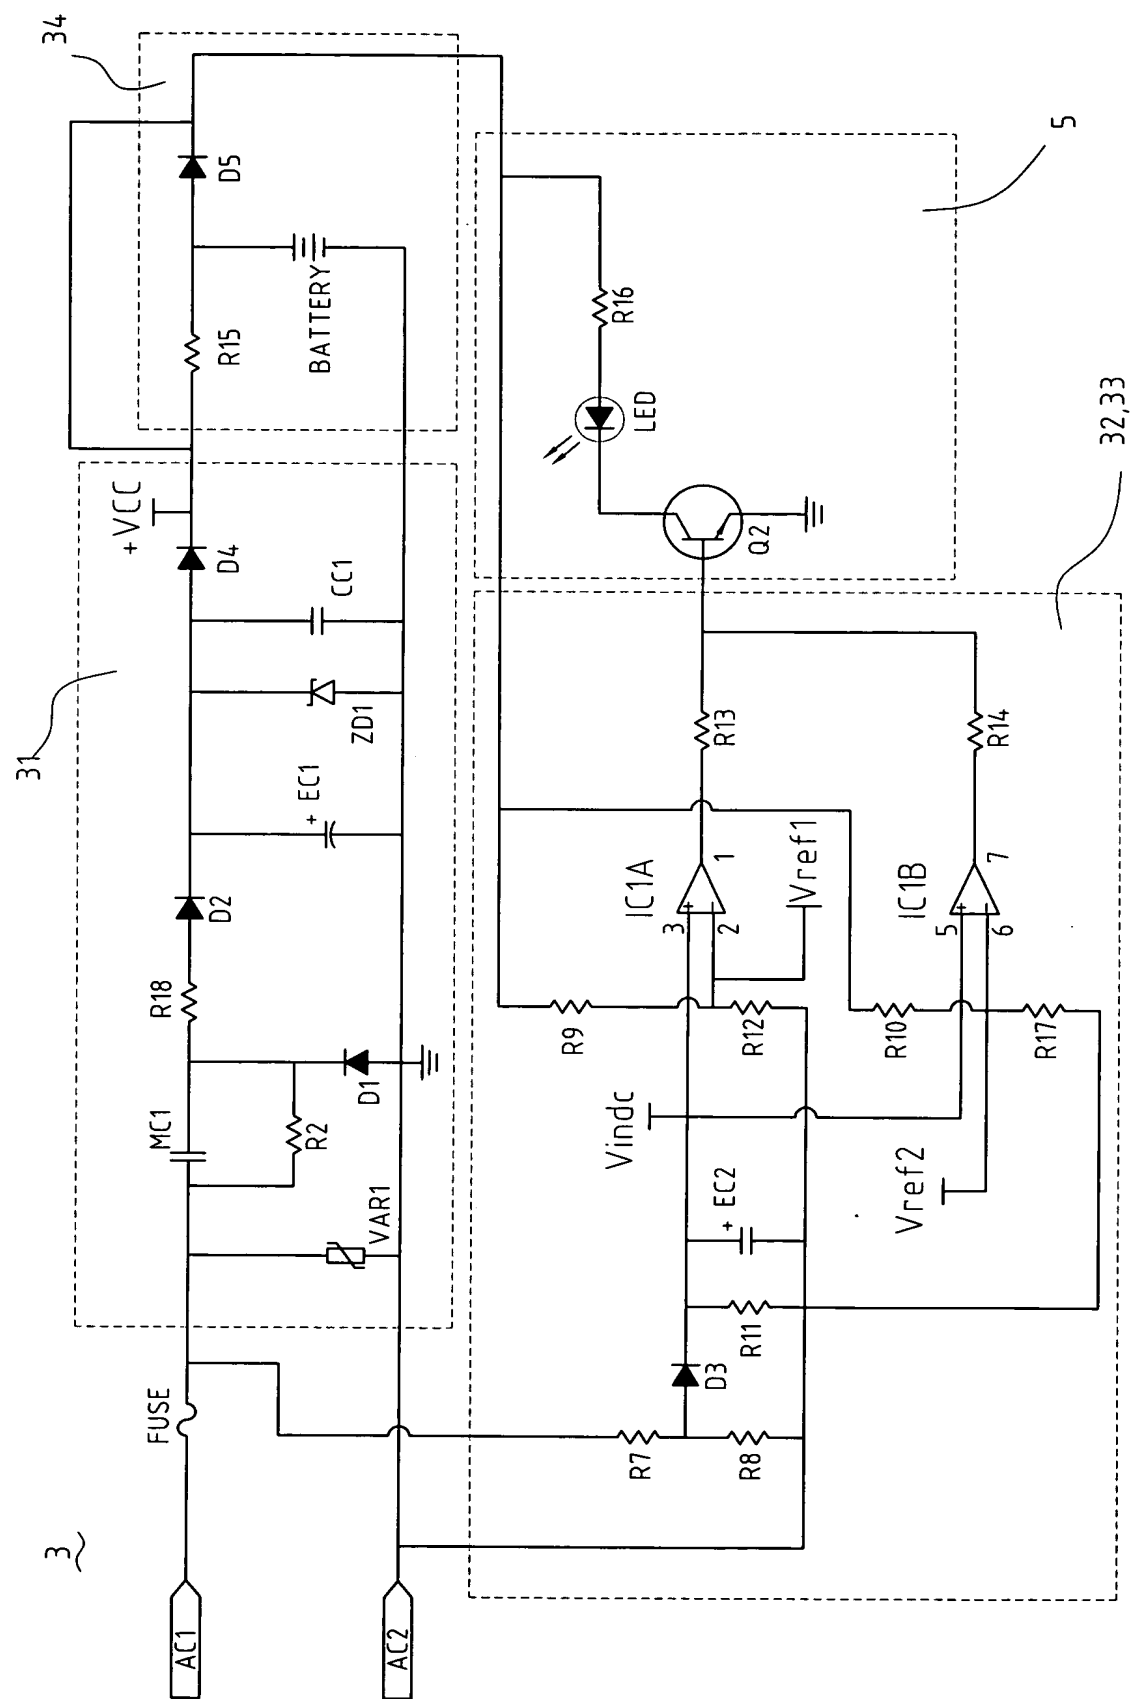 3
AC1
AC2
FUSE
31
VAR1
MC1
R2
D1
R18
D2
+ EC1
ZD1
CC1
D4
+VCC
34
R15
BATTERY
D5
R7
R8
D3
R11
+ EC2
Vindc
Vref2
R9
R12
R10
R17
IC1A
3
2
1
+
-
Vref1
IC1B
5
6
7
+
-
R13
R14
32,33
Q2
LED
R16
5